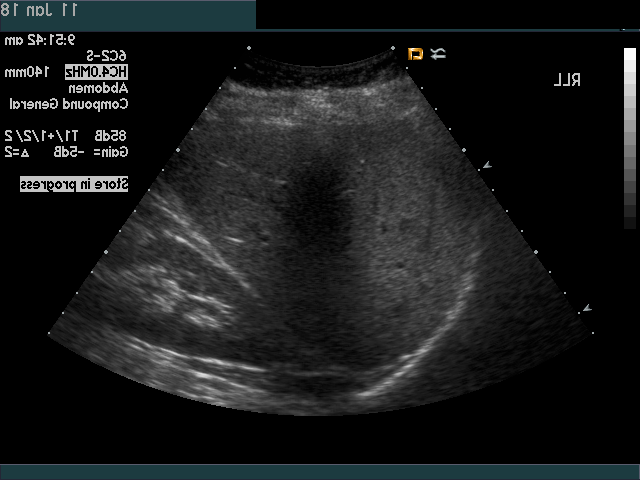 11 Jan 18
9:51:42 am
6C2-S
HC4.0MHz 140mm
Abdomen
Compound General
85dB T1/+1/2/2
Gain= -5dB Δ=2
Store in progress
RLL